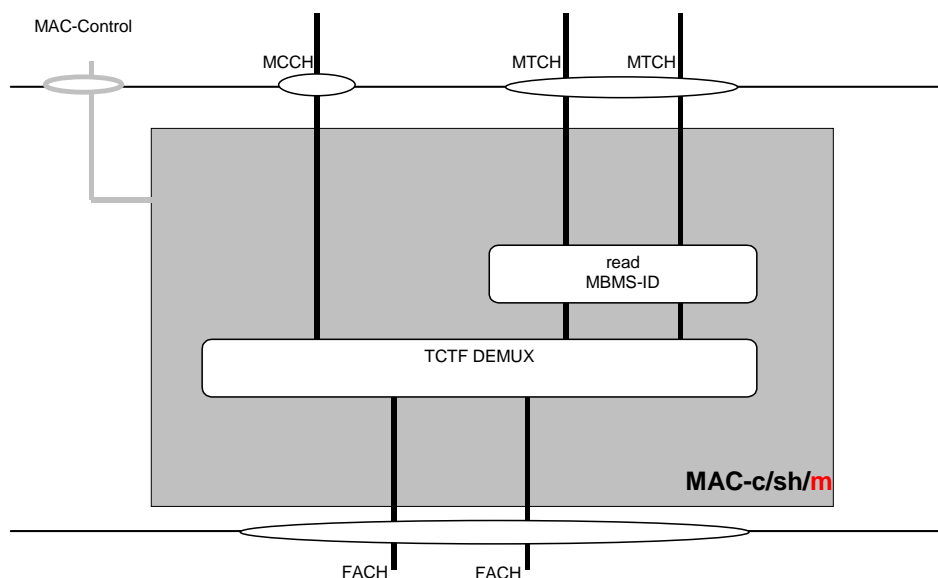 MAC-Control
MCCH
MTCH
MTCH
read
MBMS-ID
TCTF DEMUX
MAC-c/sh/m
FACH
FACH